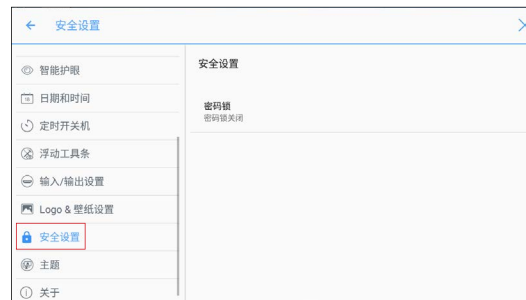 安全设置
智能护眼
日期和时间
定时开关机
浮动工具条
输入/输出设置
Logo & 壁纸设置
安全设置
主题
关于
安全设置
密码锁
密码锁关闭